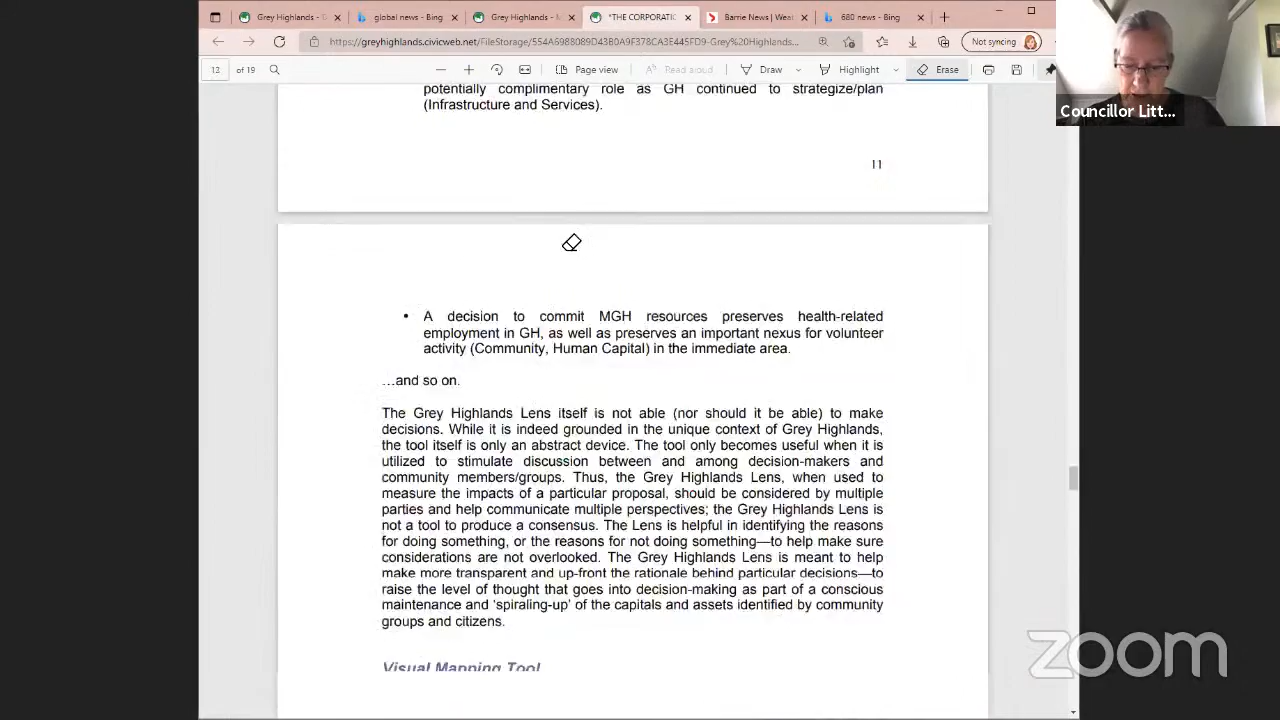 Grey Highlands -
global news - Bing
Grey Highlands -
*THE CORPORATIO
Barrie News | Wea
680 news - Bing
https://greyhighlands.civicweb.net/FileStorage/554A6988089D43B0A9F378CA3E445FD9-Grey%20Highlands...
Not syncing
12 of 19
Page view
Read aloud
Draw
Highlight
Erase
Councillor Litt...
potentially complimentary role as GH continued to strategize/plan
(Infrastructure and Services).
11
• A decision to commit MGH resources preserves health-related
employment in GH, as well as preserves an important nexus for volunteer
activity (Community, Human Capital) in the immediate area.
…and so on.
The Grey Highlands Lens itself is not able (nor should it be able) to make
decisions. While it is indeed grounded in the unique context of Grey Highlands,
the tool itself is only an abstract device. The tool only becomes useful when it is
utilized to stimulate discussion between and among decision-makers and
community members/groups. Thus, the Grey Highlands Lens, when used to
measure the impacts of a particular proposal, should be considered by multiple
parties and help communicate multiple perspectives; the Grey Highlands Lens is
not a tool to produce a consensus. The Lens is helpful in identifying the reasons
for doing something, or the reasons for not doing something—to help make sure
considerations are not overlooked. The Grey Highlands Lens is meant to help
make more transparent and up-front the rationale behind particular decisions—to
raise the level of thought that goes into decision-making as part of a conscious
maintenance and ‘spiraling-up’ of the capitals and assets identified by community
groups and citizens.
Visual Mapping Tool
zoom